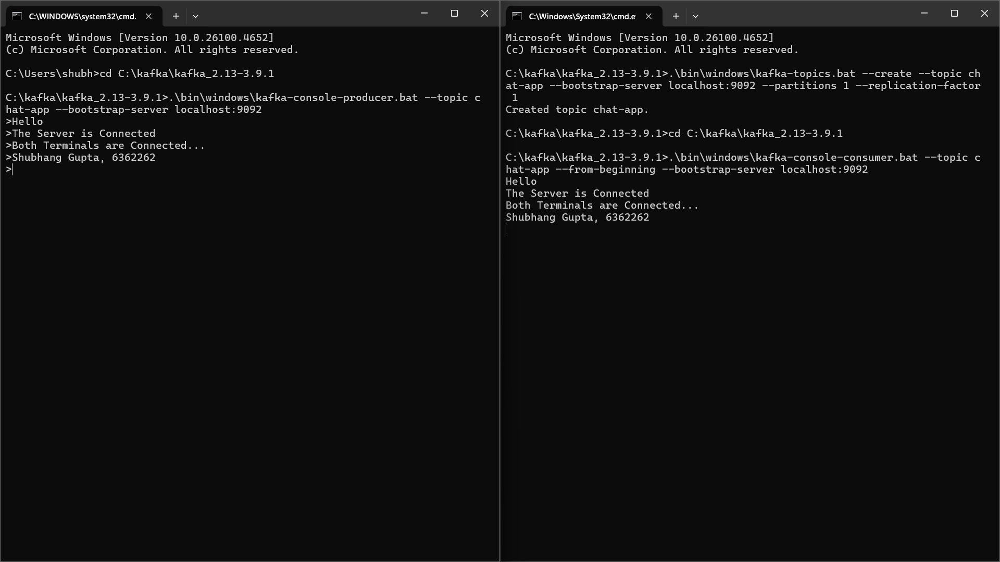 C:\WINDOWS\system32\cmd.
Microsoft Windows [Version 10.0.26100.4652]
(c) Microsoft Corporation. All rights reserved.
C:\Users\shubh>cd C:\kafka\kafka_2.13-3.9.1
C:\kafka\kafka_2.13-3.9.1>.\bin\windows\kafka-console-producer.bat --topic c
hat-app --bootstrap-server localhost:9092
>Hello
>The Server is Connected
>Both Terminals are Connected...
>Shubhang Gupta, 6362262
>
C:\Windows\System32\cmd.e
Microsoft Windows [Version 10.0.26100.4652]
(c) Microsoft Corporation. All rights reserved.
C:\kafka\kafka_2.13-3.9.1>.\bin\windows\kafka-topics.bat --create --topic ch
at-app --bootstrap-server localhost:9092 --partitions 1 --replication-factor
 1
Created topic chat-app.
C:\kafka\kafka_2.13-3.9.1>cd C:\kafka\kafka_2.13-3.9.1
C:\kafka\kafka_2.13-3.9.1>.\bin\windows\kafka-console-consumer.bat --topic c
hat-app --from-beginning --bootstrap-server localhost:9092
Hello
The Server is Connected
Both Terminals are Connected...
Shubhang Gupta, 6362262